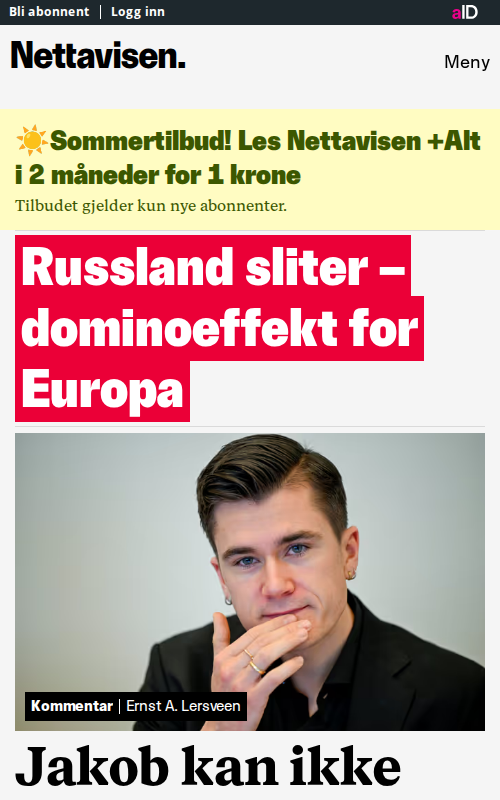 Bli abonnent | Logg inn
aID
Nettavisen.
Meny
☀️Sommertilbud! Les Nettavisen +Alt
i 2 måneder for 1 krone
Tilbudet gjelder kun nye abonnenter.
Russland sliter –
dominoeffekt for
Europa
Kommentar | Ernst A. Lersveen
Jakob kan ikke